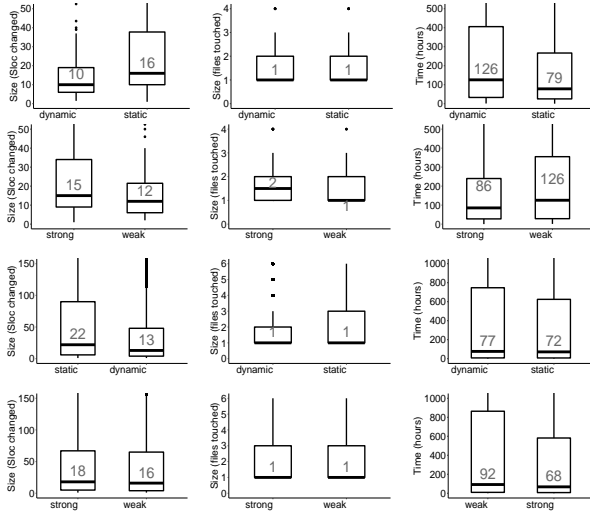 Size (Sloc changed)
50
40
30
20
10
0
10
16
dynamic
static
Size (files touched)
4
3
2
1
0
1
1
dynamic
static
Time (hours)
500
400
300
200
100
0
126
79
dynamic
static
Size (Sloc changed)
50
40
30
20
10
0
15
12
strong
weak
Size (files touched)
4
3
2
1
0
2
1
strong
weak
Time (hours)
500
400
300
200
100
0
86
126
strong
weak
Size (Sloc changed)
150
100
50
0
22
13
static
dynamic
Size (files touched)
6
5
4
3
2
1
0
1
1
dynamic
static
Time (hours)
1000
800
600
400
200
0
77
72
dynamic
static
Size (Sloc changed)
150
100
50
0
18
16
strong
weak
Size (files touched)
6
5
4
3
2
1
0
1
1
strong
weak
Time (hours)
1000
800
600
400
200
0
92
68
weak
strong